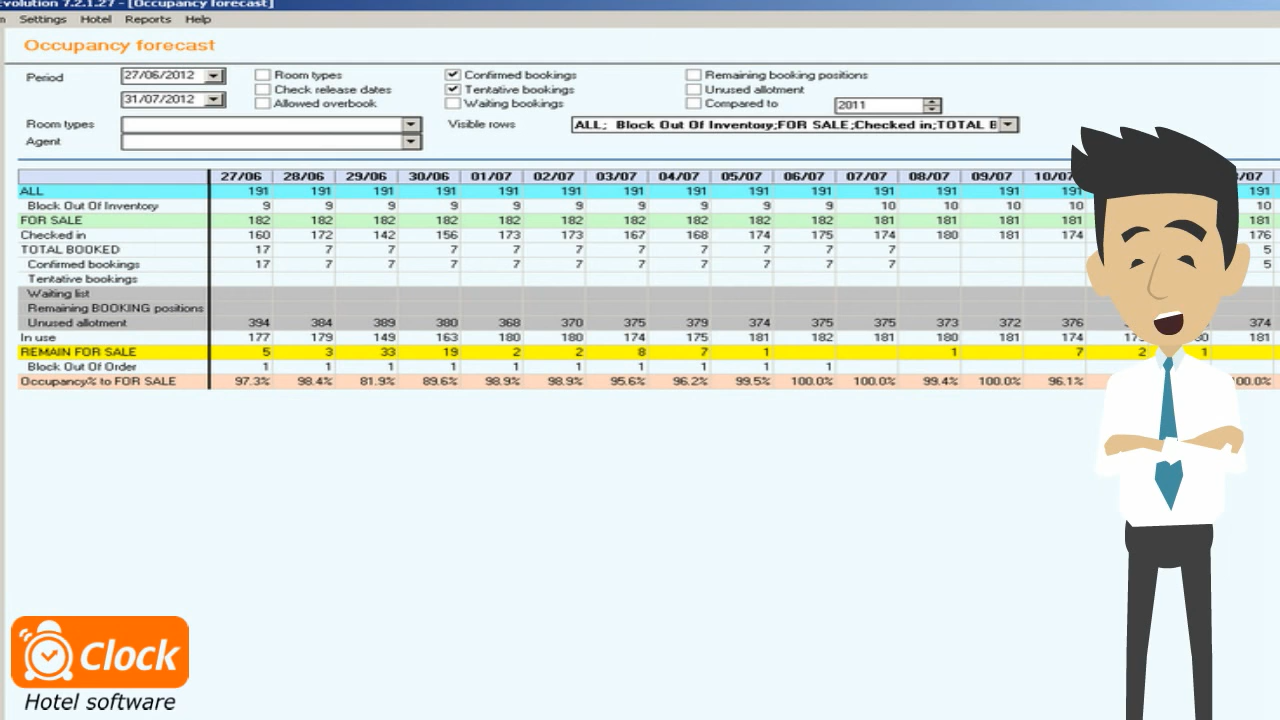 volution 7.2.1.27 - [Occupancy forecast]
Settings Hotel Reports Help
Occupancy forecast
Period 27/06/2012 Room types Confirmed bookings Remaining booking positions
Check release dates Tentative bookings Unused allotment
31/07/2012 Allowed overbook Waiting bookings Compared to 2011
Room types Visible rows ALL; Block Out Of Inventory;FOR SALE;Checked in;TOTAL B
Agent
27/06 28/06 29/06 30/06 01/07 02/07 03/07 04/07 05/07 06/07 07/07 08/07 09/07 10/07 /07
ALL 191 191 191 191 191 191 191 191 191 191 191 191 191 191 191
Block Out Of Inventory 9 9 9 9 9 9 9 9 9 9 10 10 10 10 10
FOR SALE 182 182 182 182 182 182 182 182 182 182 181 181 181 181 181
Checked in 160 172 142 156 173 173 167 168 174 175 174 180 181 174 176
TOTAL BOOKED 17 7 7 7 7 7 7 7 7 7 7 5
Confirmed bookings 17 7 7 7 7 7 7 7 7 7 7 5
Tentative bookings
Waiting list
Remaining BOOKING positions
Unused allotment 394 384 389 380 368 370 375 379 374 375 375 373 372 376 374
In use 177 179 149 163 180 180 174 175 181 182 181 180 181 174 181
REMAIN FOR SALE 5 3 33 19 2 2 8 7 1 1 7 2 1
Block Out Of Order 1 1 1 1 1 1 1 1 1 1
Occupancy% to FOR SALE 97.3% 98.4% 81.9% 89.6% 98.9% 98.9% 95.6% 96.2% 99.5% 100.0% 100.0% 99.4% 100.0% 96.1% 00.0%
Clock
Hotel software